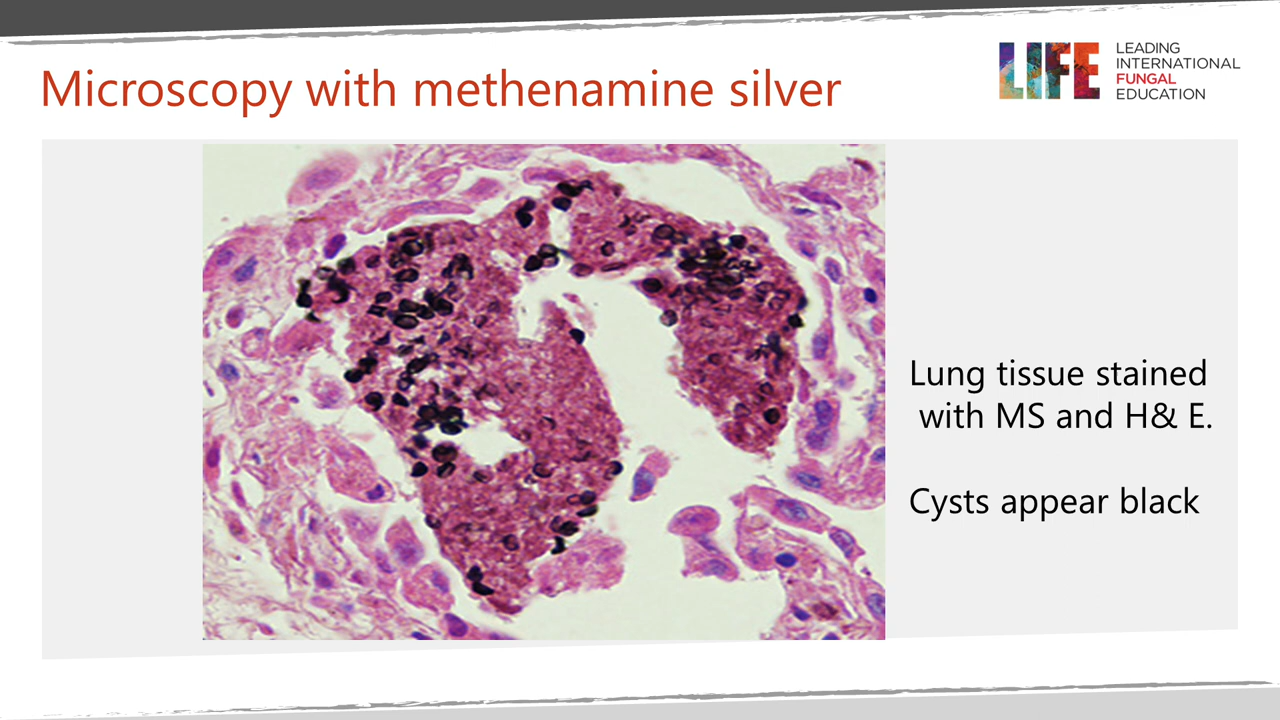 Microscopy with methenamine silver
LIFE
LEADING
INTERNATIONAL
FUNGAL
EDUCATION
Lung tissue stained
with MS and H& E.
Cysts appear black